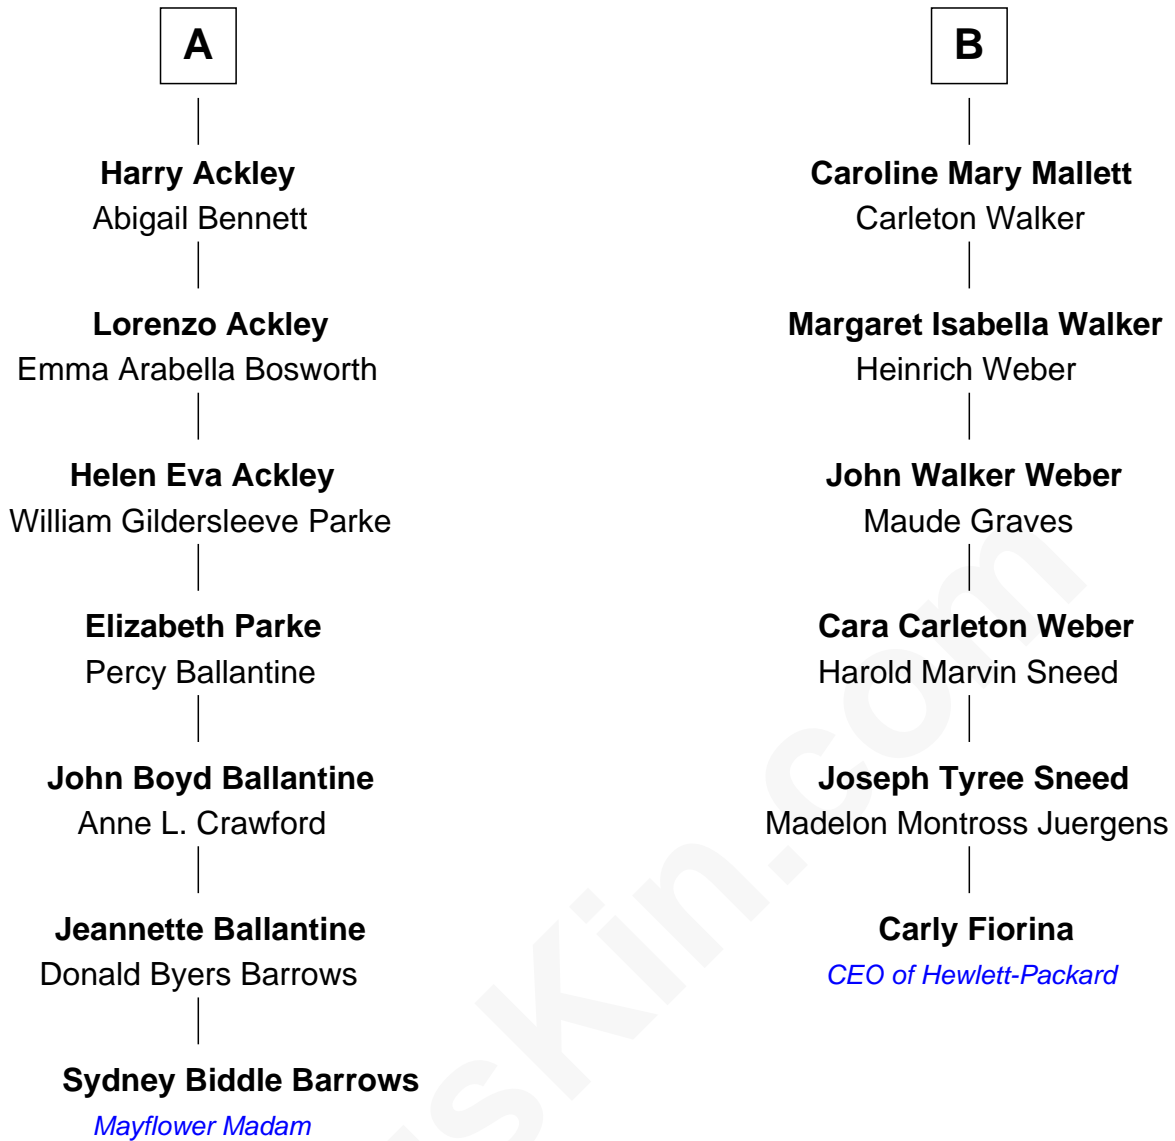 A
Harry Ackley
Abigail Bennett
Lorenzo Ackley
Emma Arabella Bosworth
Helen Eva Ackley
William Gildersleeve Parke
Elizabeth Parke
Percy Ballantine
John Boyd Ballantine
Anne L. Crawford
Jeannette Ballantine
Donald Byers Barrows
Sydney Biddle Barrows
Mayflower Madam
B
Caroline Mary Mallett
Carleton Walker
Margaret Isabella Walker
Heinrich Weber
John Walker Weber
Maude Graves
Cara Carleton Weber
Harold Marvin Sneed
Joseph Tyree Sneed
Madelon Montross Juergens
Carly Fiorina
CEO of Hewlett-Packard
usKin.com